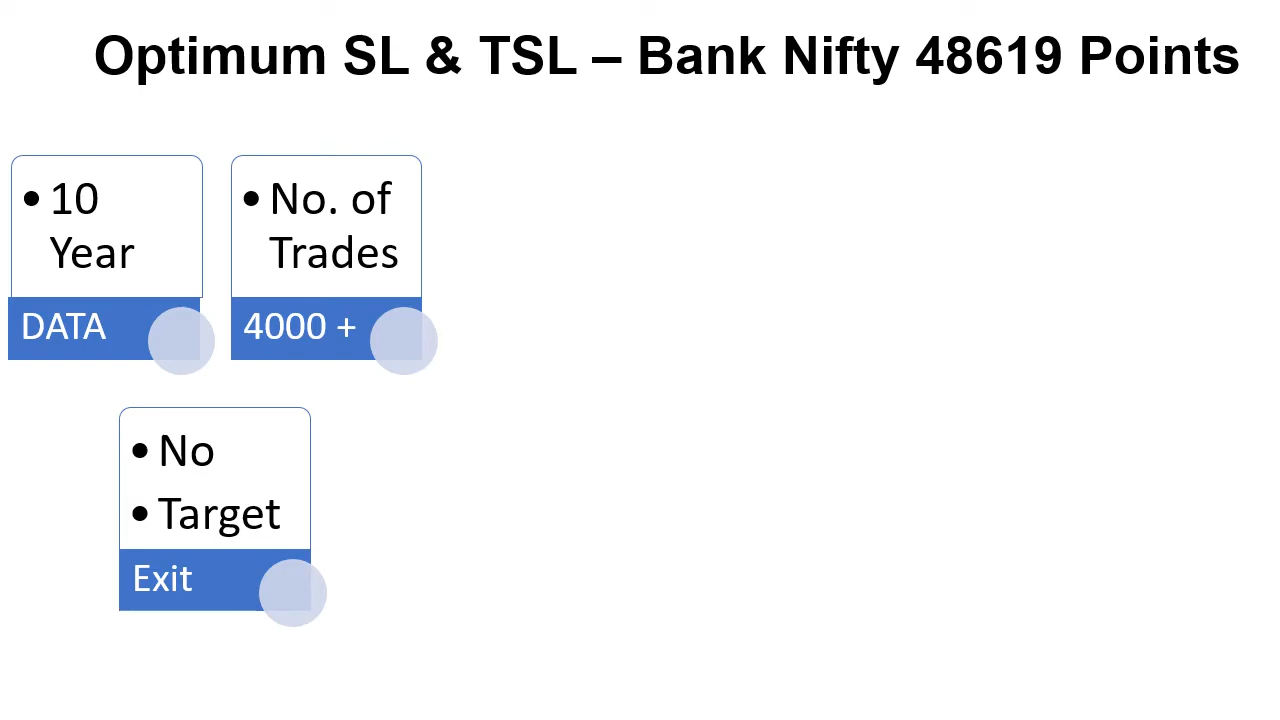 Optimum SL & TSL – Bank Nifty 48619 Points
• 10
Year
DATA
• No. of
Trades
4000 +
• No
• Target
Exit